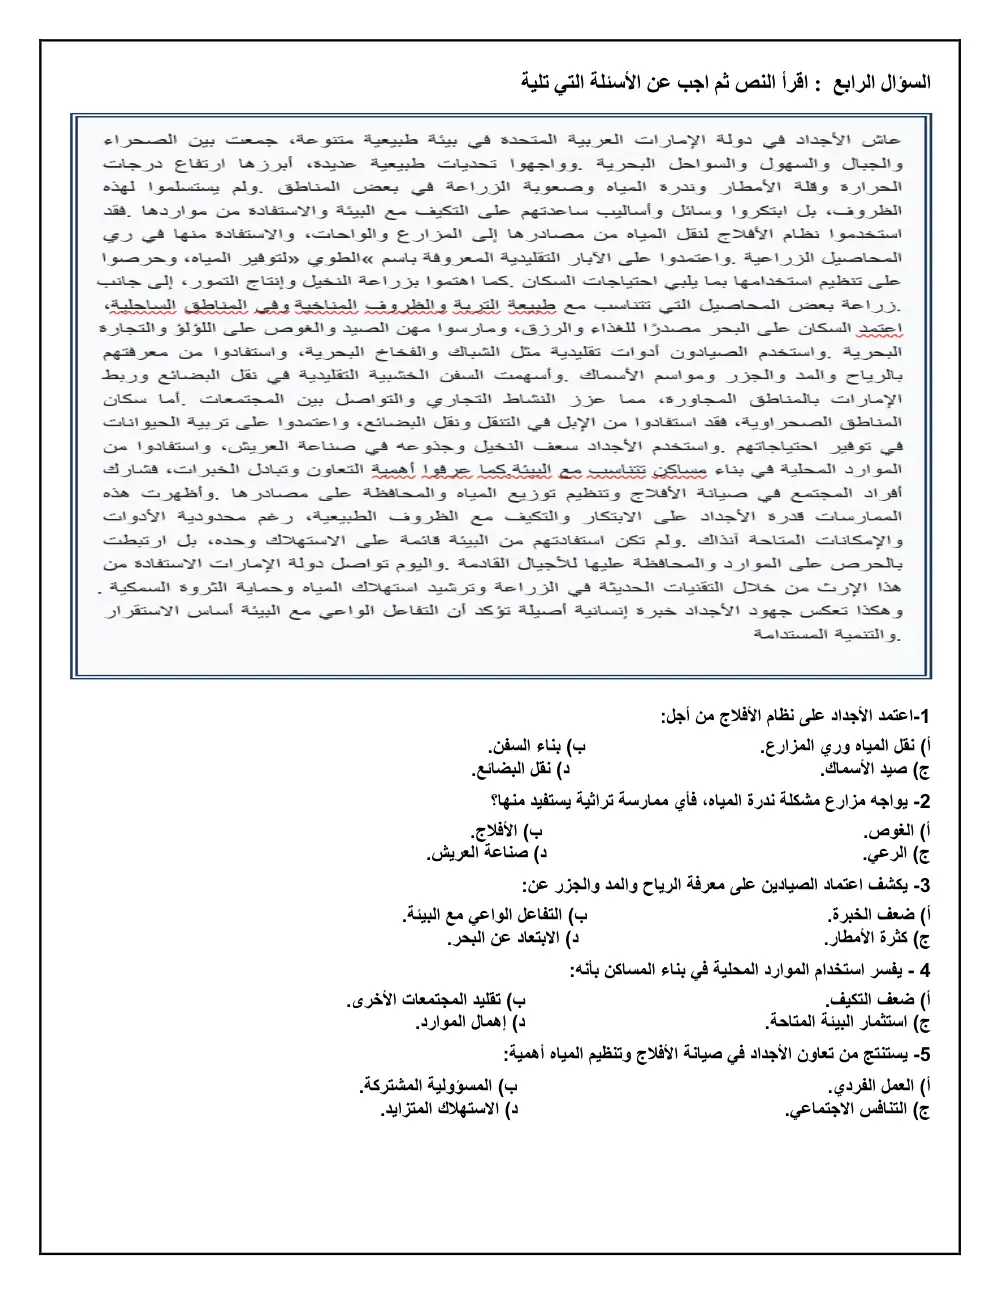 السؤال الرابع : اقرأ النص ثم اجب عن الأسئلة التي تلية
عاش الأجداد في دولة الإمارات العربية المتحدة في بيئة طبيعية متنوعة، جمعت بين الصحراء
والجبال والسهول والسواحل البحرية .وواجهوا تحديات طبيعية عديدة، أبرزها ارتفاع درجات
الحرارة وقلة الأمطار وندرة المياه وصعوبة الزراعة في بعض المناطق .ولم يستسلموا لهذه
الظروف، بل ابتكروا وسائل وأساليب ساعدتهم على التكيف مع البيئة والاستفادة من مواردها .فقد
استخدموا نظام الأفلاج لنقل المياه من مصادرها إلى المزارع والواحات، والاستفادة منها في ري
المحاصيل الزراعية .واعتمدوا على الآبار التقليدية المعروفة باسم »الطوي «لتوفير المياه، وحرصوا
على تنظيم استخدامها بما يلبي احتياجات السكان .كما اهتموا بزراعة النخيل وإنتاج التمور، إلى جانب
.زراعة بعض المحاصيل التي تتناسب مع طبيعة التربة والظروف المناخية وفي المناطق الساحلية،
اعتمد السكان على البحر مصدرًا للغذاء والرزق، ومارسوا مهن الصيد والغوص على اللؤلؤ والتجارة
البحرية .واستخدم الصيادون أدوات تقليدية مثل الشباك والفخاخ البحرية، واستفادوا من معرفتهم
بالرياح والمد والجزر ومواسم الأسماك .وأسهمت السفن الخشبية التقليدية في نقل البضائع وربط
الإمارات بالمناطق المجاورة، مما عزز النشاط التجاري والتواصل بين المجتمعات .أما سكان
المناطق الصحراوية، فقد استفادوا من الإبل في التنقل ونقل البضائع، واعتمدوا على تربية الحيوانات
في توفير احتياجاتهم .واستخدم الأجداد سعف النخيل وجذوعه في صناعة العريش، واستفادوا من
الموارد المحلية في بناء مساكن تتناسب مع البيئة.كما عرفوا أهمية التعاون وتبادل الخبرات، فشارك
أفراد المجتمع في صيانة الأفلاج وتنظيم توزيع المياه والمحافظة على مصادرها .وأظهرت هذه
الممارسات قدرة الأجداد على الابتكار والتكيف مع الظروف الطبيعية، رغم محدودية الأدوات
والإمكانات المتاحة آنذاك .ولم تكن استفادتهم من البيئة قائمة على الاستهلاك وحده، بل ارتبطت
بالحرص على الموارد والمحافظة عليها للأجيال القادمة .واليوم تواصل دولة الإمارات الاستفادة من
هذا الإرث من خلال التقنيات الحديثة في الزراعة وترشيد استهلاك المياه وحماية الثروة السمكية .
وهكذا تعكس جهود الأجداد خبرة إنسانية أصيلة تؤكد أن التفاعل الواعي مع البيئة أساس الاستقرار
.والتنمية المستدامة
1-اعتمد الأجداد على نظام الأفلاج من أجل:
أ) نقل المياه وري المزارع. ب) بناء السفن.
ج) صيد الأسماك. د) نقل البضائع.
2- يواجه مزارع مشكلة ندرة المياه، فأي ممارسة تراثية يستفيد منها؟
أ) الغوص. ب) الأفلاج.
ج) الرعي. د) صناعة العريش.
3- يكشف اعتماد الصيادين على معرفة الرياح والمد والجزر عن:
أ) ضعف الخبرة. ب) التفاعل الواعي مع البيئة.
ج) كثرة الأمطار. د) الابتعاد عن البحر.
4 - يفسر استخدام الموارد المحلية في بناء المساكن بأنه:
أ) ضعف التكيف. ب) تقليد المجتمعات الأخرى.
ج) استثمار البيئة المتاحة. د) إهمال الموارد.
5- يستنتج من تعاون الأجداد في صيانة الأفلاج وتنظيم المياه أهمية:
أ) العمل الفردي. ب) المسؤولية المشتركة.
ج) التنافس الاجتماعي. د) الاستهلاك المتزايد.